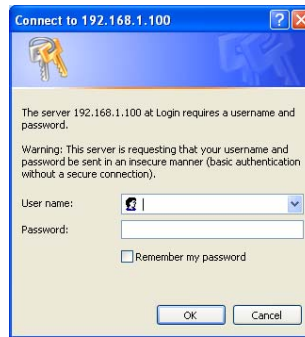 Connect to 192.168.1.100
The server 192.168.1.100 at Login requires a username and
password.
Warning: This server is requesting that your username and
password be sent in an insecure manner (basic authentication
without a secure connection).
User name:
Password:
Remember my password
OK Cancel